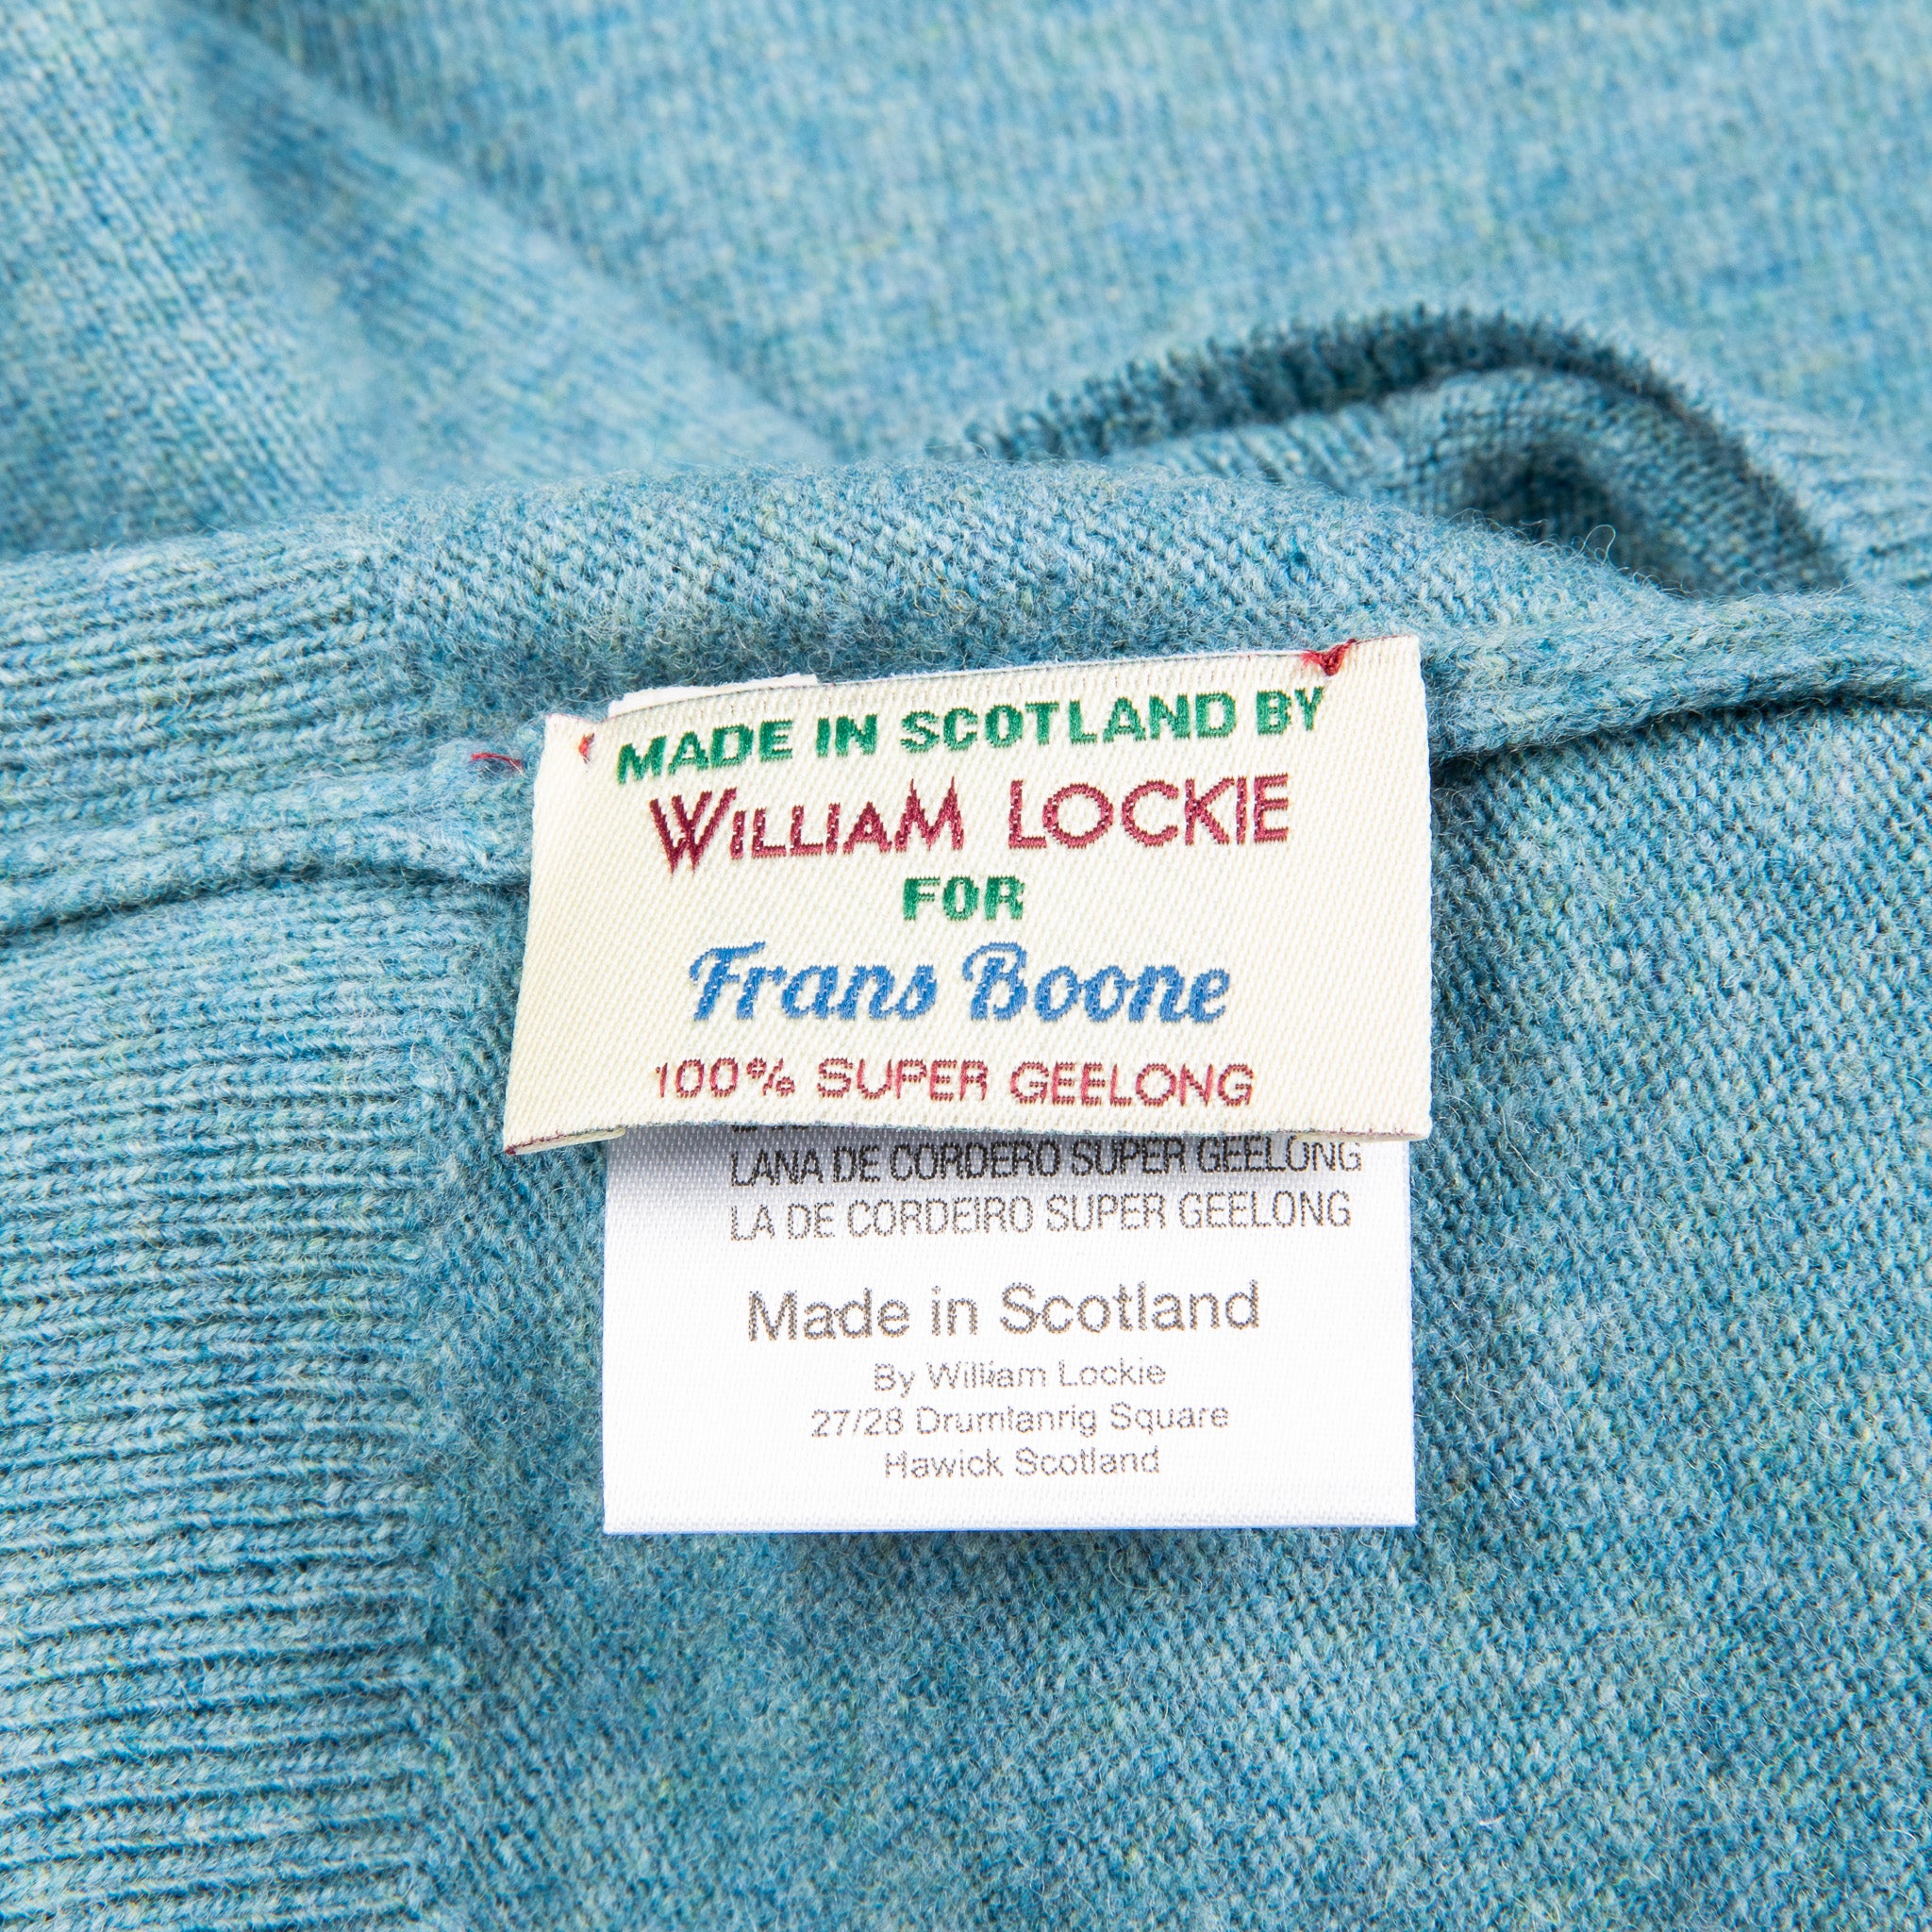 MADE IN SCOTLAND BY
WILLIAM LOCKIE
FOR
Frans Boone
100% SUPER GEELONG
LANA DE CORDERO SUPER GEELONG
LA DE CORDEIRO SUPER GEELONG
Made in Scotland
By William Lockie
27/28 Drumlanrig Square
Hawick Scotland